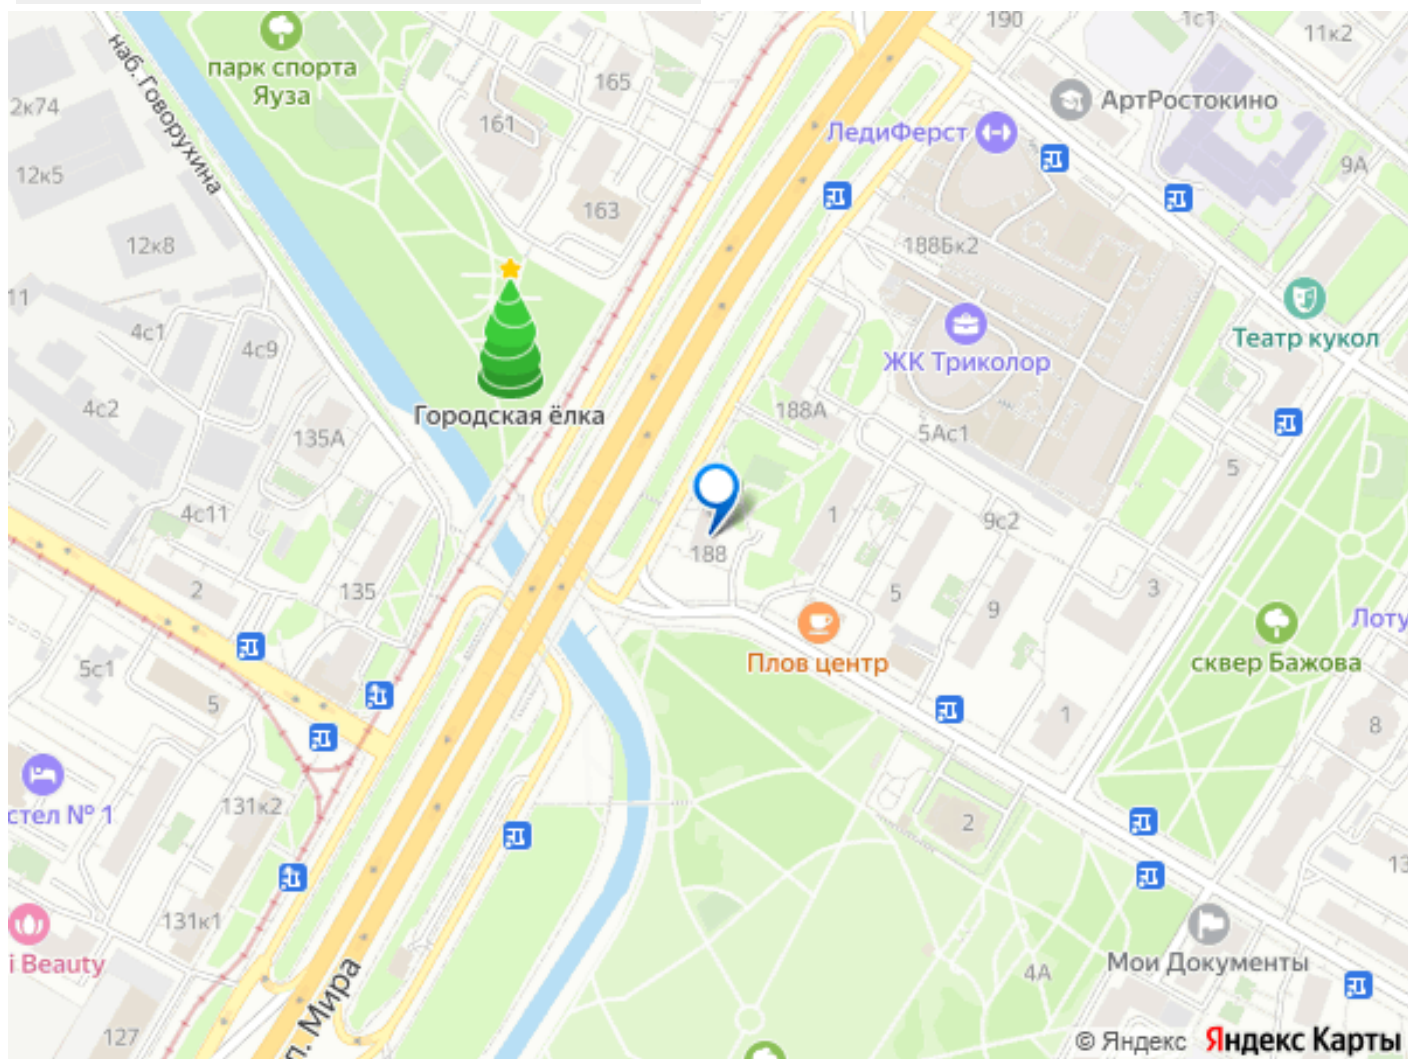 190
1с1
11к2
наб. Говорухина
парк спорта
Яуза
165
2к74
161
АртРостокино
ЛедиФерст
9А
12к5
163
12к8
188Бк2
11
4с1
4с9
Театр кукол
ЖК Триколор
4с2
188А
Городская ёлка
135А
5Ас1
5
4с11
1
9с2
188
2
135
5
9
3
Лоту
Плов центр
сквер Бажова
5с1
5
1
8
стел № 1
131к2
2
13
131к1
i Beauty
Мои Документы
4А
л. Мира
127
© Яндекс Яндекс Карты